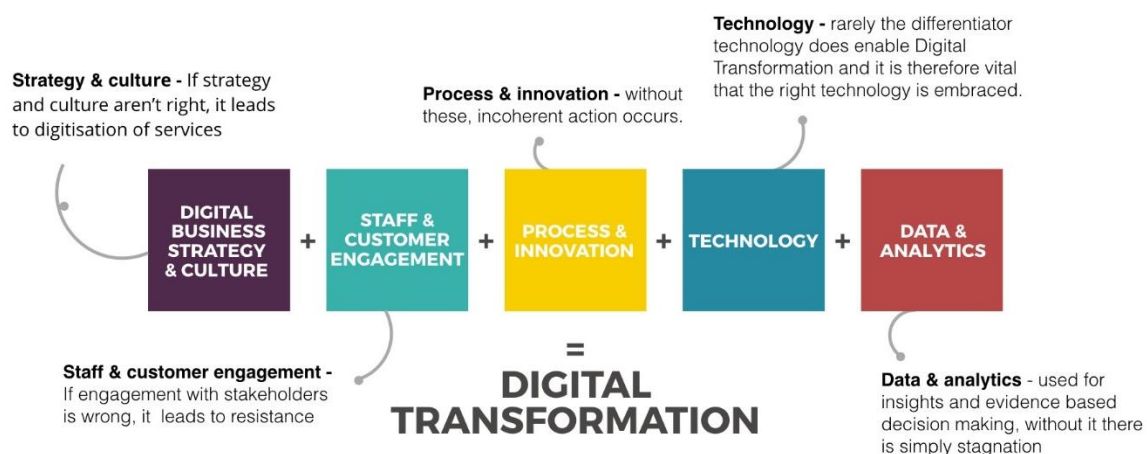 Technology - rarely the differentiator
technology does enable Digital
Transformation and it is therefore vital
that the right technology is embraced.
Strategy & culture - If strategy
and culture aren't right, it leads
to digitisation of services
Process & innovation - without
these, incoherent action occurs.
DIGITAL
BUSINESS
STRATEGY
& CULTURE
+
STAFF &
CUSTOMER
ENGAGEMENT
+
PROCESS &
INNOVATION
+
TECHNOLOGY
+
DATA &
ANALYTICS
=
DIGITAL
TRANSFORMATION
Staff & customer engagement -
If engagement with stakeholders
is wrong, it  leads to resistance
Data & analytics - used for
insights and evidence based
decision making, without it there
is simply stagnation